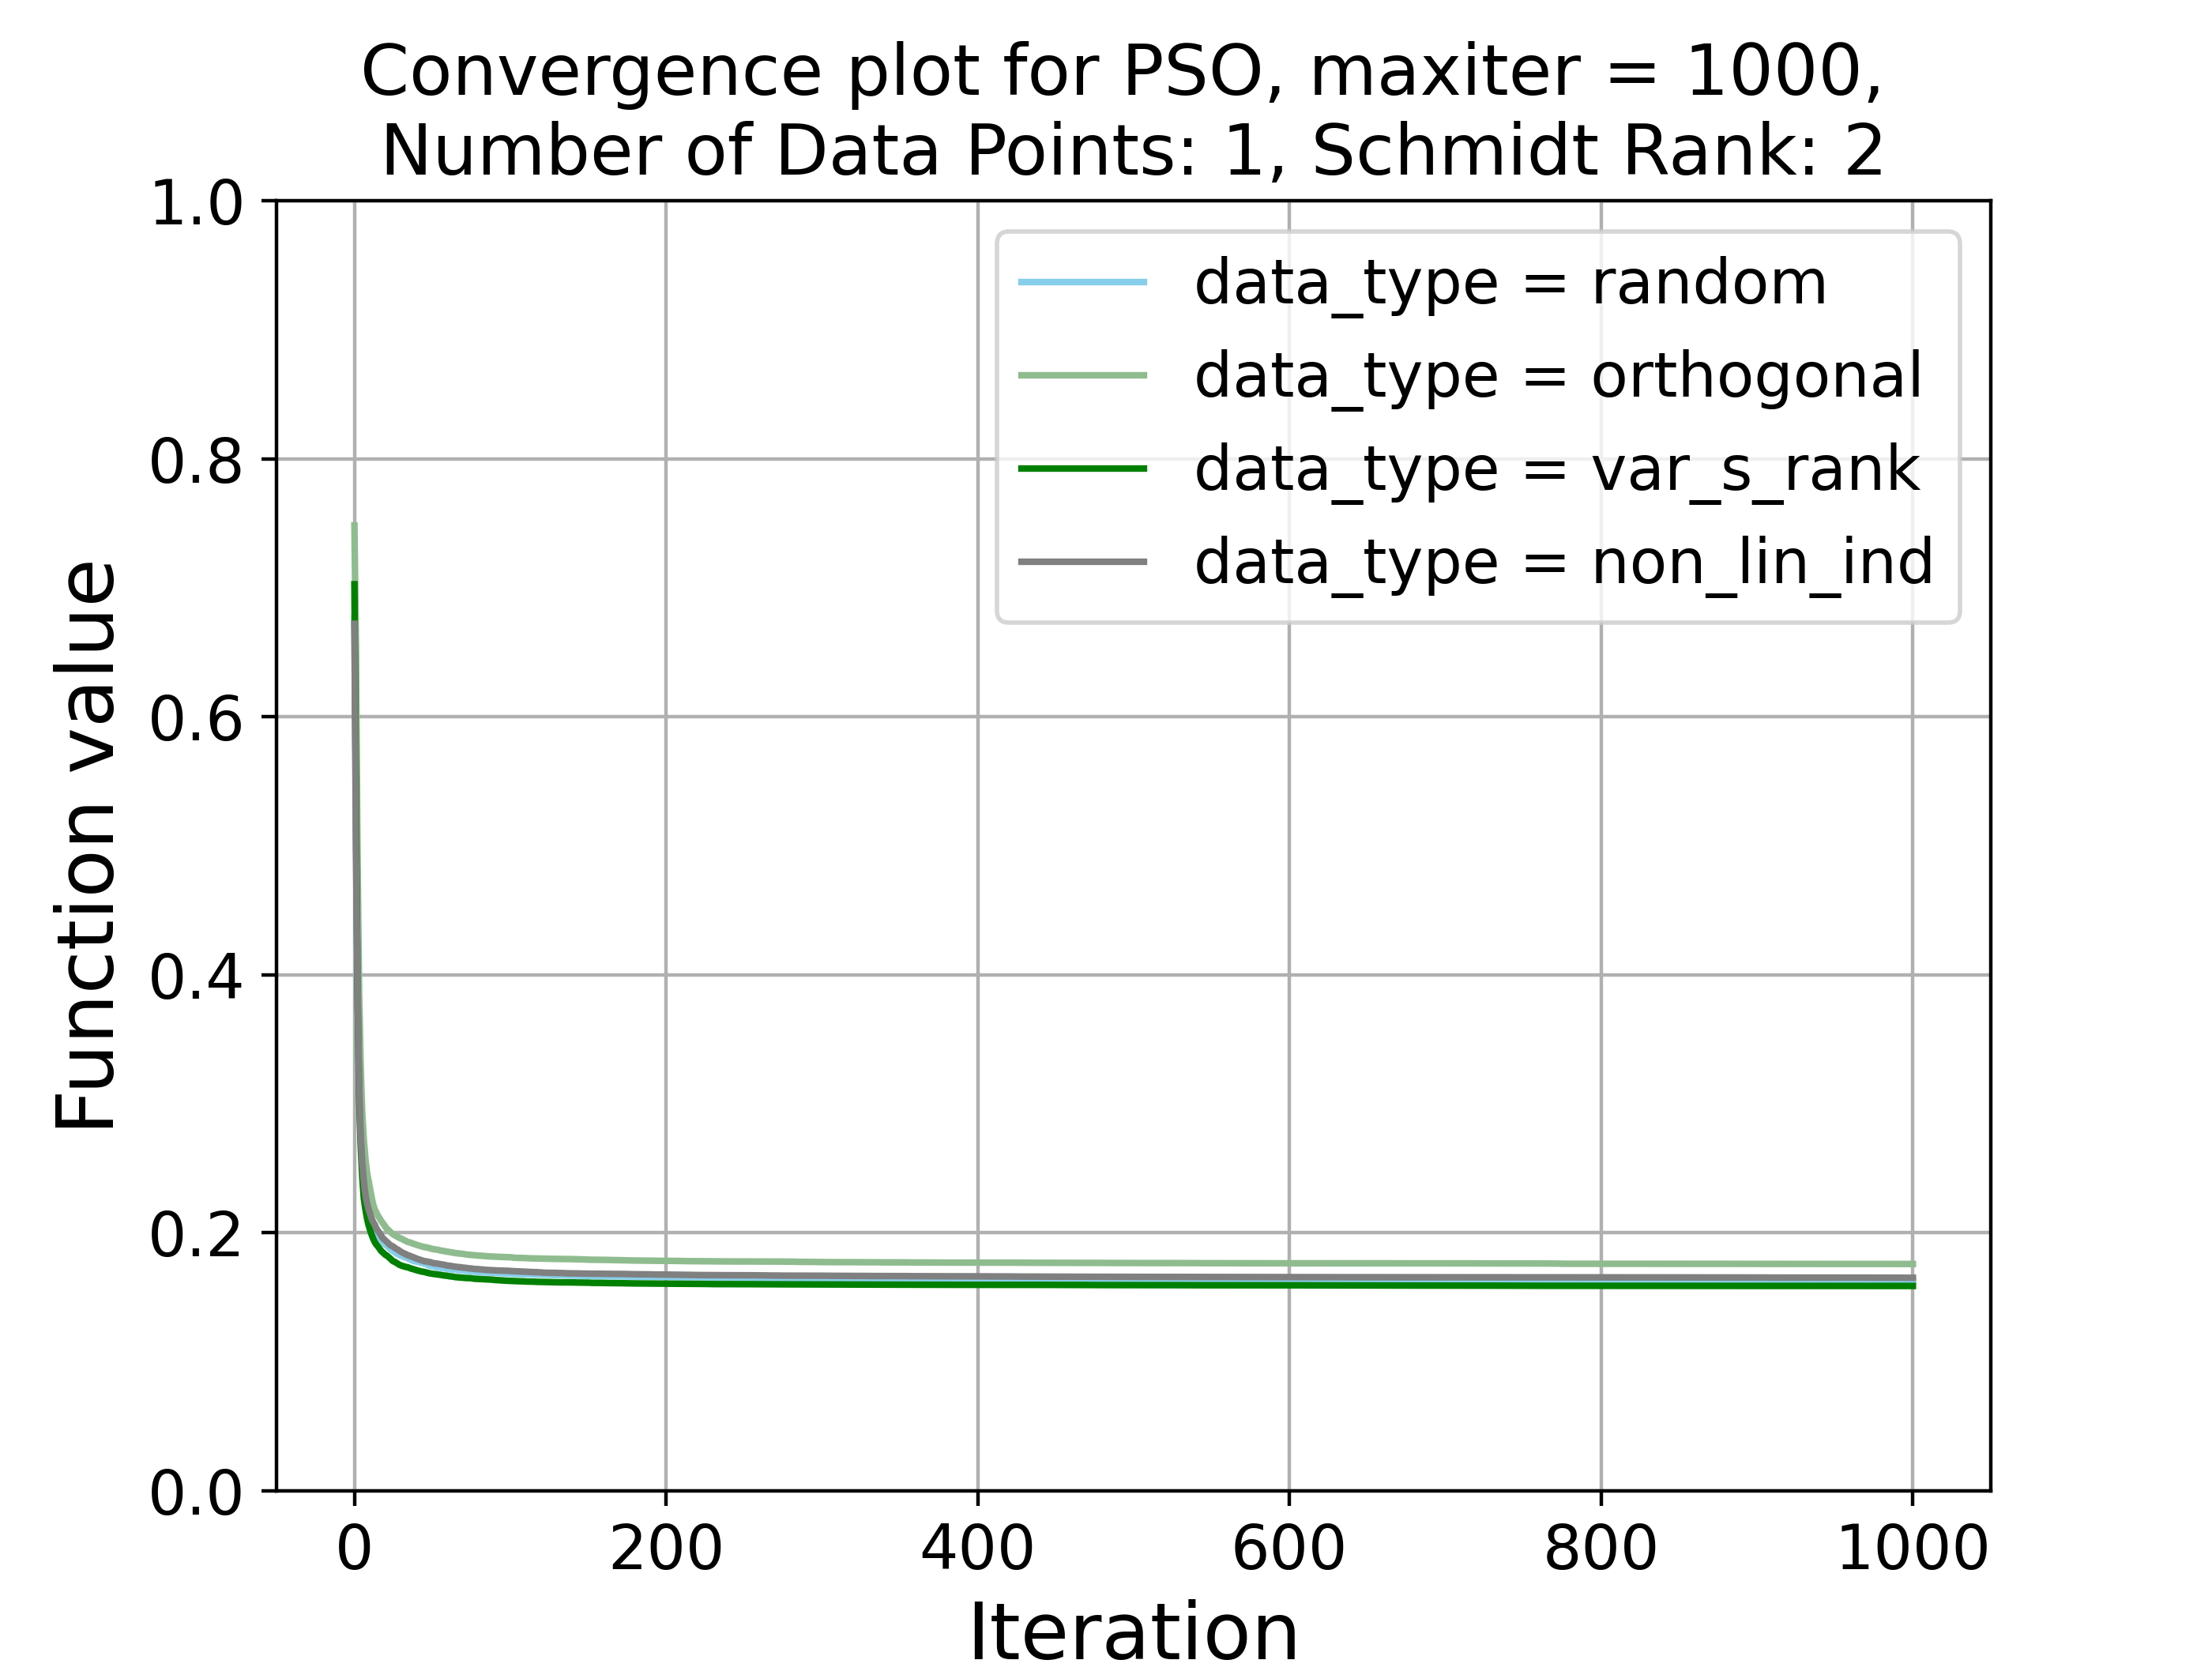 Convergence plot for PSO, maxiter = 1000,
Number of Data Points: 1, Schmidt Rank: 2
1.0
0.8
0.6
0.4
0.2
0.0
Function value
data_type = random
data_type = orthogonal
data_type = var_s_rank
data_type = non_lin_ind
0 200 400 600 800 1000
Iteration